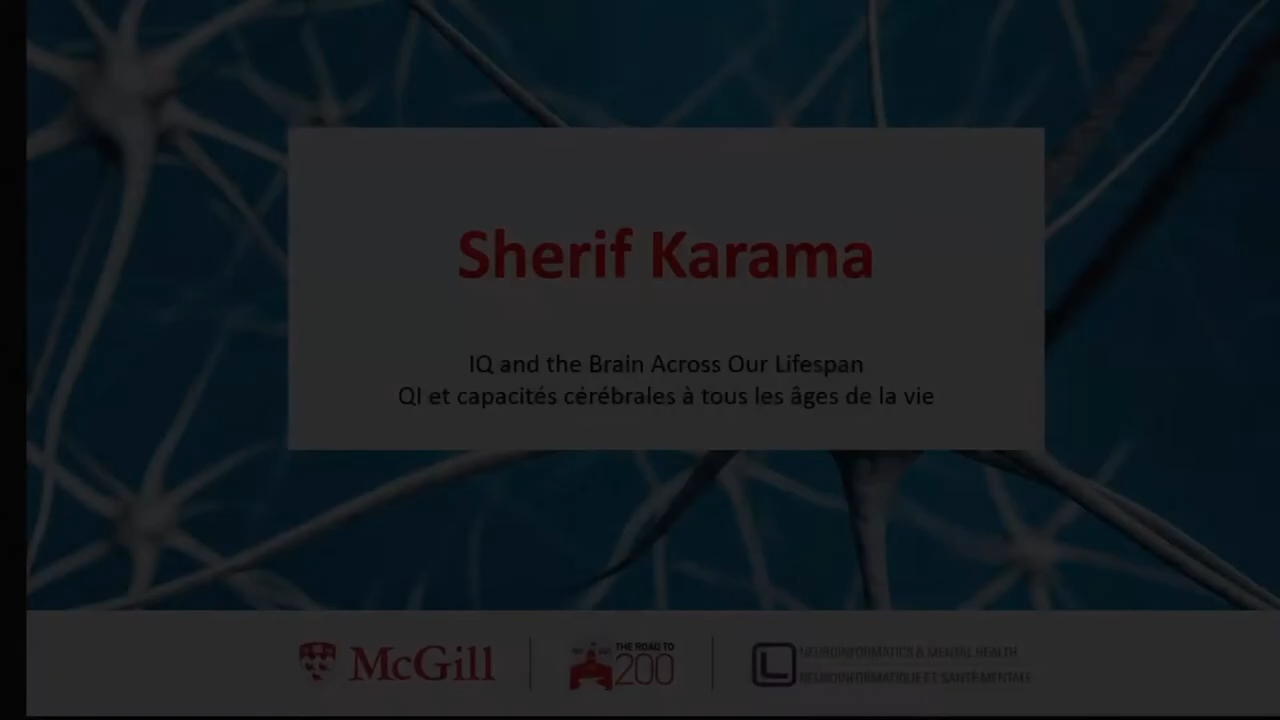 Sherif Karama
IQ and the Brain Across Our Lifespan
QI et capacités cérébrales à tous les âges de la vie
McGill
THE ROAD TO
200
NEUROINFORMATICS & MENTAL HEALTH
NEUROINFORMATIQUE ET SANTÉ MENTALE